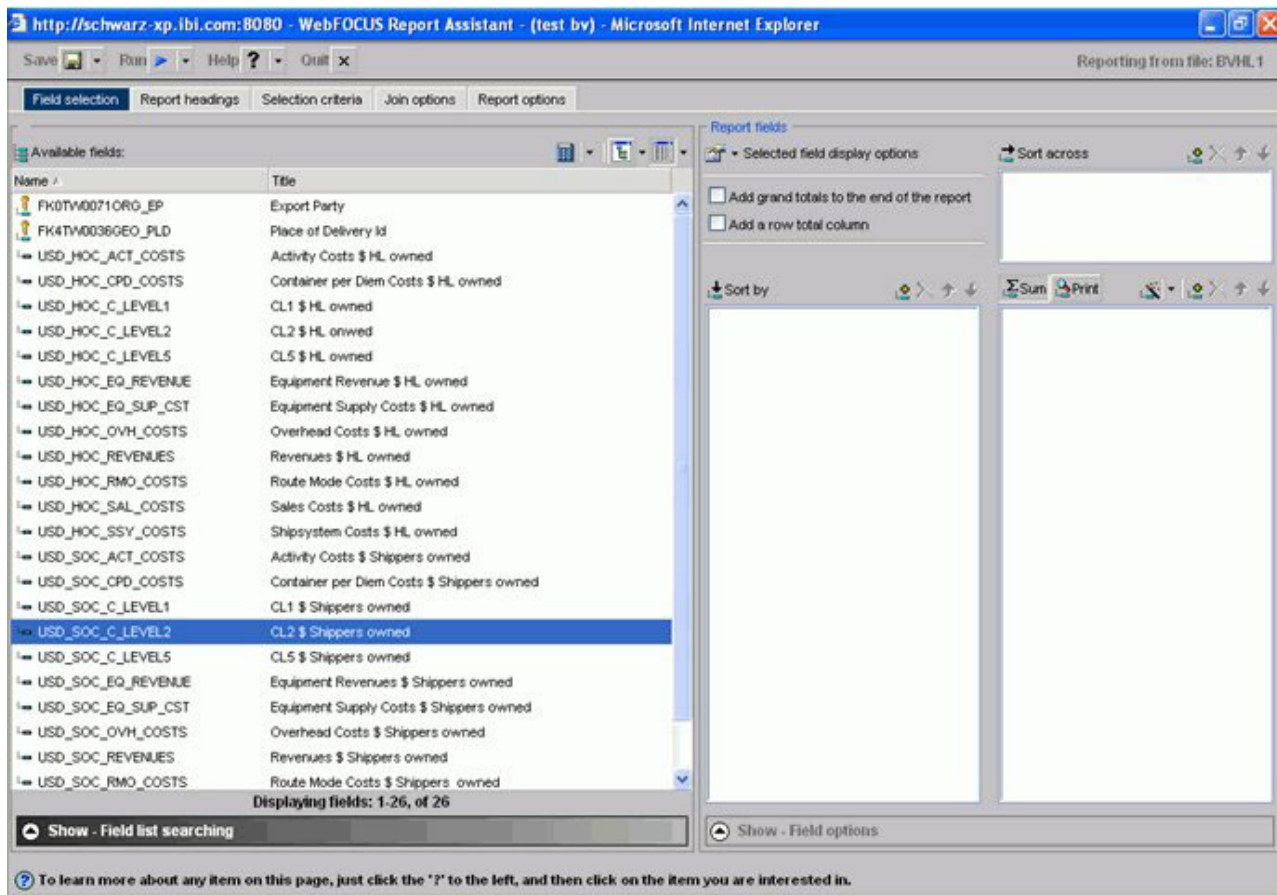 http://schwarz-xp.ibi.com:8080 - WebFOCUS Report Assistant - (test bv) - Microsoft Internet Explorer
Save Run Help ? Quit x Reporting from file: BVHL1
Field selection Report headings Selection criteria Join options Report options
Report fields
Available fields: Selected field display options Sort across
Name Title
FK0TW0071ORG_EP Export Party
Add grand totals to the end of the report
FK4TW0036GEO_PLD Place of Delivery Id
Add a row total column
USD_HOC_ACT_COSTS Activity Costs $ HL owned
USD_HOC_CPD_COSTS Container per Diem Costs $ HL owned
Sort by Sum Print
USD_HOC_C_LEVEL1 CL1 $ HL owned
USD_HOC_C_LEVEL2 CL2 $ HL onwed
USD_HOC_C_LEVEL5 CL5 $ HL owned
USD_HOC_EQ_REVENUE Equipment Revenue $ HL owned
USD_HOC_EQ_SUP_CST Equipment Supply Costs $ HL owned
USD_HOC_OVH_COSTS Overhead Costs $ HL owned
USD_HOC_REVENUES Revenues $ HL owned
USD_HOC_RMO_COSTS Route Mode Costs $ HL owned
USD_HOC_SAL_COSTS Sales Costs $ HL owned
USD_HOC_SSY_COSTS Shipsystem Costs $ HL owned
USD_SOC_ACT_COSTS Activity Costs $ Shippers owned
USD_SOC_CPD_COSTS Container per Diem Costs $ Shippers owned
USD_SOC_C_LEVEL1 CL1 $ Shippers owned
USD_SOC_C_LEVEL2 CL2 $ Shippers owned
USD_SOC_C_LEVEL5 CL5 $ Shippers owned
USD_SOC_EQ_REVENUE Equipment Revenues $ Shippers owned
USD_SOC_EQ_SUP_CST Equipment Supply Costs $ Shippers owned
USD_SOC_OVH_COSTS Overhead Costs $ Shippers owned
USD_SOC_REVENUES Revenues $ Shippers owned
USD_SOC_RMO_COSTS Route Mode Costs $ Shippers owned
Displaying fields: 1-26, of 26
Show - Field list searching Show - Field options
? To learn more about any item on this page, just click the '?' to the left, and then click on the item you are interested in.